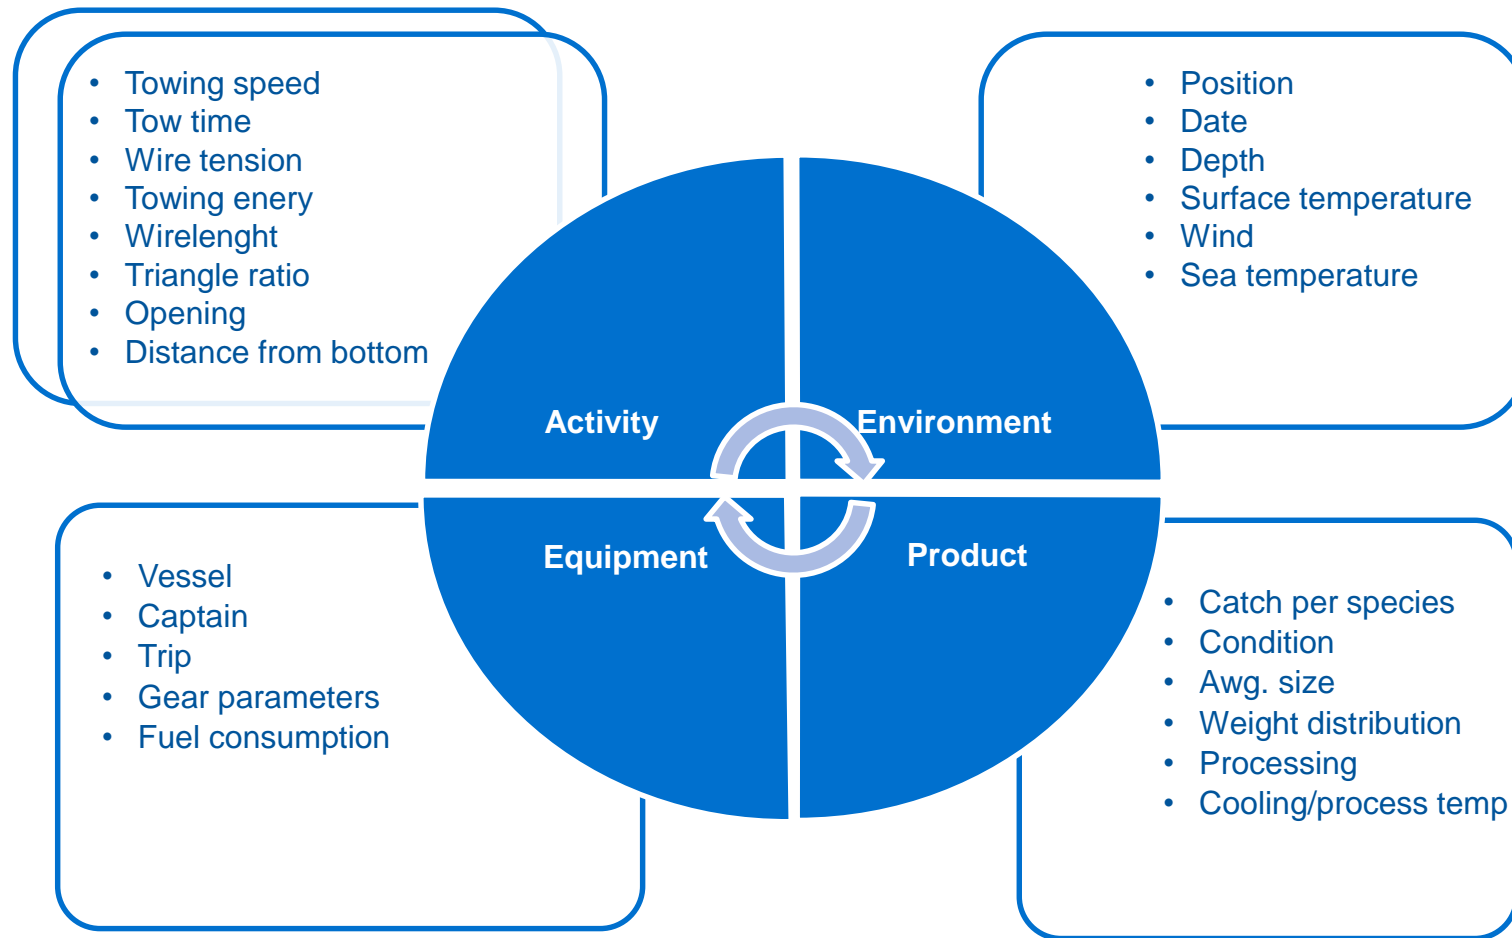 • Towing speed
• Tow time
• Wire tension
• Towing enery
• Wirelenght
• Triangle ratio
• Opening
• Distance from bottom
• Position
• Date
• Depth
• Surface temperature
• Wind
• Sea temperature
Activity
Environment
Equipment
Product
• Vessel
• Captain
• Trip
• Gear parameters
• Fuel consumption
• Catch per species
• Condition
• Awg. size
• Weight distribution
• Processing
• Cooling/process temp